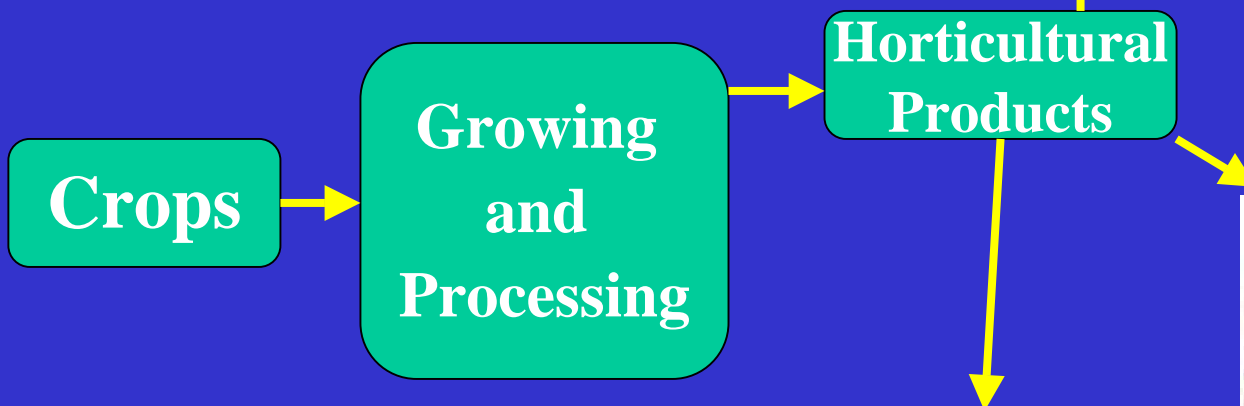 Crops
Growing
and
Processing
Horticultural
Products